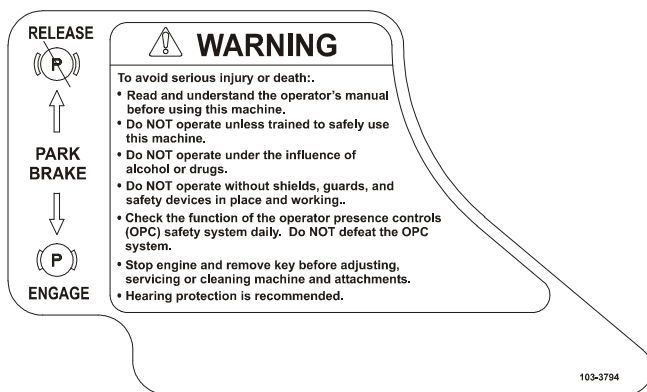 RELEASE
P
PARK
BRAKE
P
ENGAGE
WARNING
To avoid serious injury or death:.
• Read and understand the operator's manual
before using this machine.
• Do NOT operate unless trained to safely use
this machine.
• Do NOT operate under the influence of
alcohol or drugs.
• Do NOT operate without shields, guards, and
safety devices in place and working..
• Check the function of the operator presence controls
(OPC) safety system daily. Do NOT defeat the OPC
system.
• Stop engine and remove key before adjusting,
servicing or cleaning machine and attachments.
• Hearing protection is recommended.
103-3794